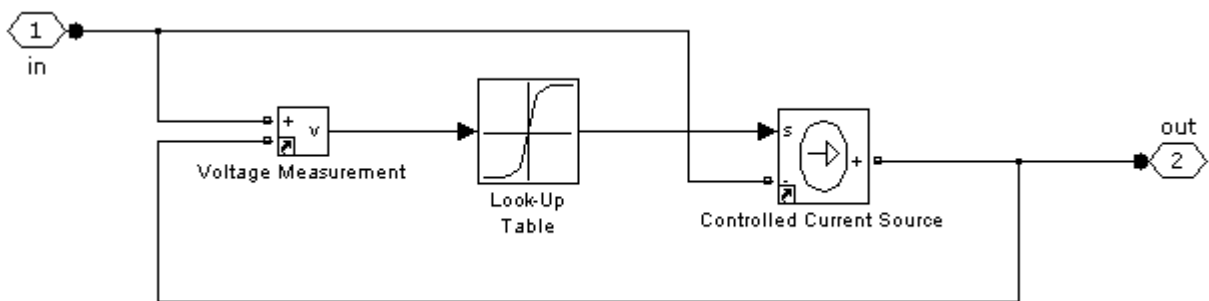 1
in
+
v
Voltage Measurement
Look-Up
Table
s
+
-
Controlled Current Source
out
2